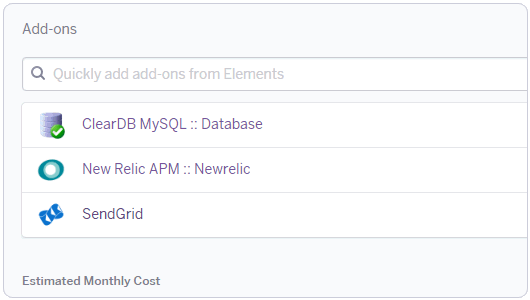 Add-ons
Quickly add add-ons from Elements
ClearDB MySQL :: Database
New Relic APM :: Newrelic
SendGrid
Estimated Monthly Cost